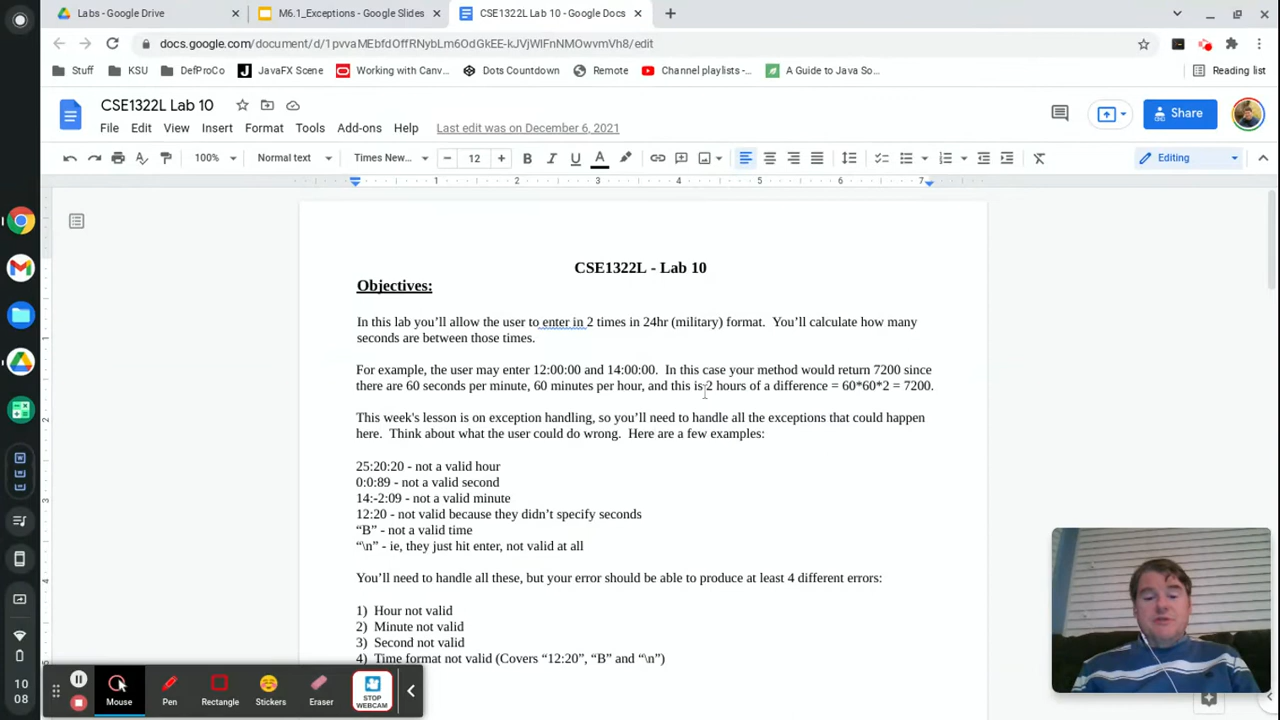 Labs - Google Drive
M6.1_Exceptions - Google Slides
CSE1322L Lab 10 - Google Docs
docs.google.com/document/d/1pvvaMEbfdOffRNybLm6OdGkEE-kJVjWlFnNMOwvmVh8/edit
Stuff
KSU
DefProCo
JavaFX Scene
Working with Canv...
Dots Countdown
Remote
Channel playlists -...
A Guide to Java So...
Reading list
CSE1322L Lab 10
Share
File
Edit
View
Insert
Format
Tools
Add-ons
Help
Last edit was on December 6, 2021
100%
Normal text
Times New...
12
Editing
1 2 3 4 5 6 7
CSE1322L - Lab 10
Objectives:
In this lab you’ll allow the user to enter in 2 times in 24hr (military) format.  You’ll calculate how many
seconds are between those times.
For example, the user may enter 12:00:00 and 14:00:00.  In this case your method would return 7200 since
there are 60 seconds per minute, 60 minutes per hour, and this is 2 hours of a difference = 60*60*2 = 7200.
This week's lesson is on exception handling, so you’ll need to handle all the exceptions that could happen
here.  Think about what the user could do wrong.  Here are a few examples:
25:20:20 - not a valid hour
0:0:89 - not a valid second
14:-2:09 - not a valid minute
12:20 - not valid because they didn’t specify seconds
“B” - not a valid time
“\n” - ie, they just hit enter, not valid at all
You’ll need to handle all these, but your error should be able to produce at least 4 different errors:
1)  Hour not valid
2)  Minute not valid
3)  Second not valid
4)  Time format not valid (Covers “12:20”, “B” and “\n”)
10
08
Mouse
Pen
Rectangle
Stickers
Eraser
STOP
WEBCAM